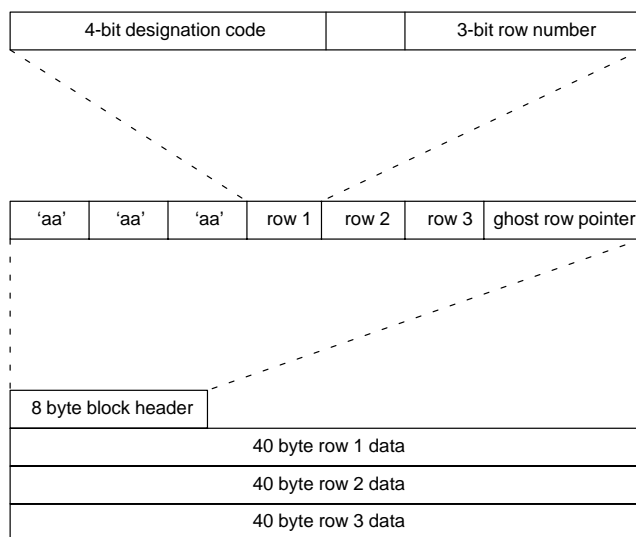 4-bit designation code 3-bit row number
‘aa’ ‘aa’ ‘aa’ row 1 row 2 row 3 ghost row pointer
8 byte block header
40 byte row 1 data
40 byte row 2 data
40 byte row 3 data